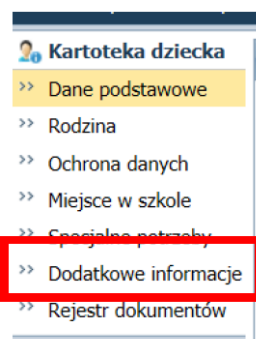 Kartoteka dziecka
>> Dane podstawowe
>> Rodzina
>> Ochrona danych
>> Miejsce w szkole
>> Specjalne potrzeby
>> Dodatkowe informacje
>> Rejestr dokumentów